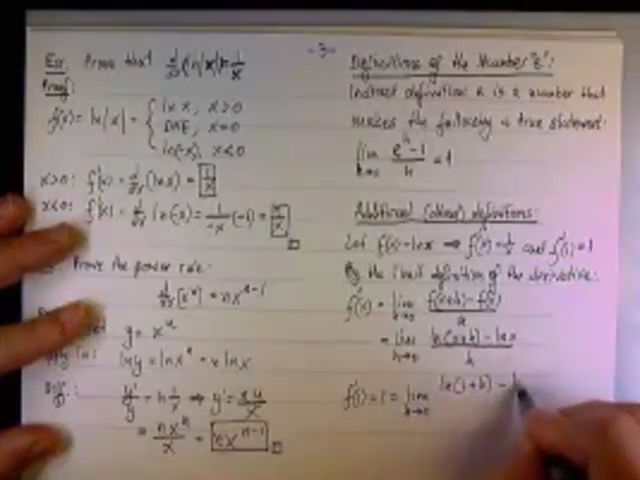 -3-
Ex: Prove that d/dx (ln|x|) = 1/x
Proof:
f(x) = ln|x| = { ln x, x>0
DNE, x=0
ln(-x), x<0
x>0: f'(x) = d/dx (ln x) = 1/x
x<0: f'(x) = d/dx ln(-x) = 1/-x (-1) = 1/x
Prove the power rule:
d/dx [x^n] = nx^n-1
let y = x^n
ln y = ln x^n = n ln x
y'/y = n 1/x ⇒ y' = ny/x
= nx^n/x = nx^n-1
Definitions of the Number "e":
Indirect definition: e is a number that
makes the following a true statement:
lim h→0 e^h-1/h = 1
Additional (direct) definitions:
Let f(x) = ln x ⇒ f'(x) = 1/x and f'(1) = 1
By the limit definition of the derivative:
f'(x) = lim h→0 f(x+h) - f(x)/h
= lim h→0 ln(x+h) - ln x/h
f'(1) = 1 = lim h→0 ln(1+h) -